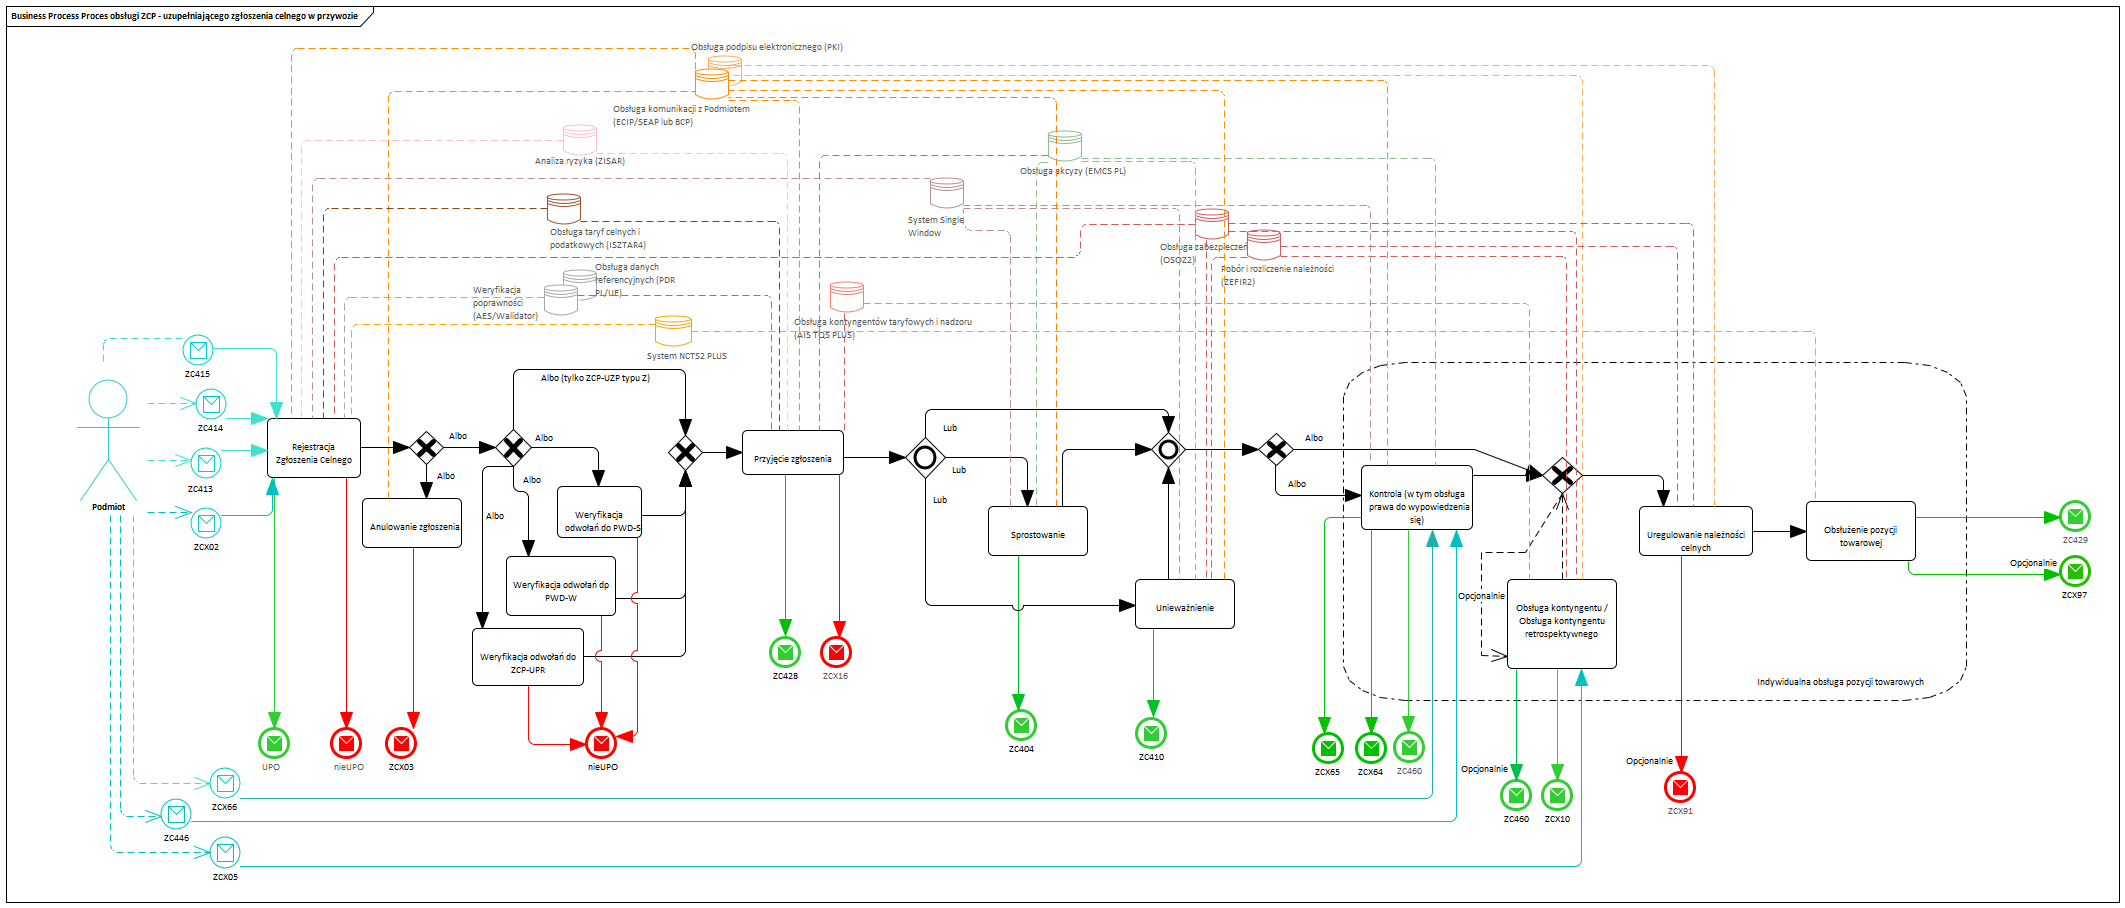 Business Process Proces obsługi ZCP - uzupełniającego zgłoszenia celnego w przywozie
Obsługa podpisu elektronicznego (PKI)
Obsługa komunikacji z Podmiotem
(ECIP/SEAP lub BCP)
Analiza ryzyka (ZISAR)
Obsługa akcyzy (EMCS PL)
System Single
Window
Obsługa taryf celnych i
podatkowych (ISZTAR4)
Obsługa zabezpieczeń
(OSOZ2)
Pobór i rozliczenie należności
(ZEFIR2)
Obsługa danych
referencyjnych (PDR
PL/UE)
Weryfikacja
poprawności
(AES/Walidator)
Obsługa kontyngentów taryfowych i nadzoru
(AIS TQS PLUS)
System NCTS2 PLUS
ZC415
ZC414
ZC413
ZCX02
Podmiot
Rejestracja
Zgłoszenia Celnego
Albo
Albo
Anulowanie zgłoszenia
Albo (tylko ZCP-UZP typu Z)
Albo
Albo
Albo
Weryfikacja
odwołań do PWD-S
Weryfikacja odwołań dp
PWD-W
Weryfikacja odwołań do
ZCP-UPR
Przyjęcie zgłoszenia
Lub
Lub
Lub
Sprostowanie
Unieważnienie
Albo
Albo
Kontrola (w tym obsługa
prawa do wypowiedzenia
się)
Opcjonalnie
Obsługa kontyngentu /
Obsługa kontyngentu
retrospektywnego
Uregulowanie należności
celnych
Obsłużenie pozycji
towarowej
Indywidualna obsługa pozycji towarowych
ZC429
Opcjonalnie
ZCX97
UPO
nieUPO
ZCX03
nieUPO
ZC428
ZCX16
ZC404
ZC410
ZCX65
ZCX64
ZC460
Opcjonalnie
ZC460
ZCX10
Opcjonalnie
ZCX91
ZCX66
ZC446
ZCX05